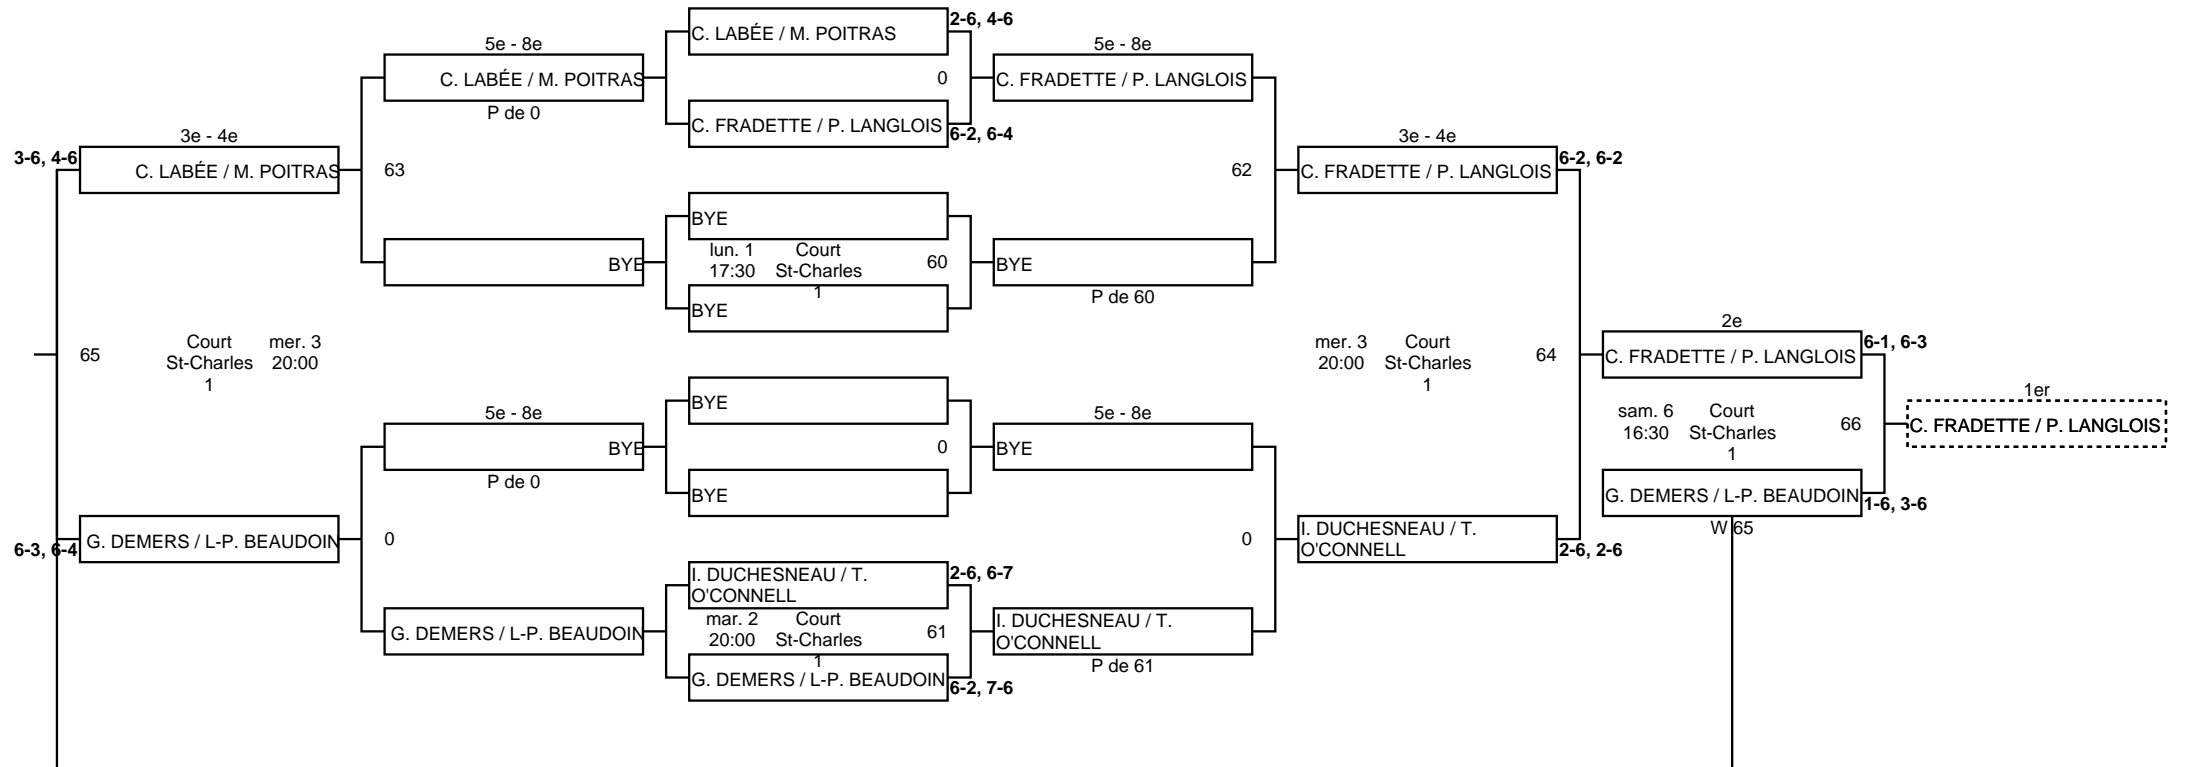 2-6, 4-6
C. LABÉE / M. POITRAS
5e - 8e
5e - 8e
C. LABÉE / M. POITRAS
0
C. FRADETTE / P. LANGLOIS
P de 0
C. FRADETTE / P. LANGLOIS
6-2, 6-4
3e - 4e
3e - 4e
3-6, 4-6
6-2, 6-2
C. LABÉE / M. POITRAS
63
62
C. FRADETTE / P. LANGLOIS
BYE
lun. 1 Court
17:30 St-Charles
1
60
BYE
BYE
P de 60
BYE
2e
65
Court mer. 3
St-Charles 20:00
1
mer. 3 Court
20:00 St-Charles
1
64
C. FRADETTE / P. LANGLOIS
6-1, 6-3
1er
BYE
5e - 8e
5e - 8e
sam. 6 Court
16:30 St-Charles
1
66
C. FRADETTE / P. LANGLOIS
BYE
0
BYE
P de 0
BYE
G. DEMERS / L-P. BEAUDOIN
1-6, 3-6
W 65
G. DEMERS / L-P. BEAUDOIN
6-3, 6-4
0
0
I. DUCHESNEAU / T.
O'CONNELL
2-6, 2-6
I. DUCHESNEAU / T.
O'CONNELL
2-6, 6-7
G. DEMERS / L-P. BEAUDOIN
mar. 2 Court
20:00 St-Charles
1
61
I. DUCHESNEAU / T.
O'CONNELL
P de 61
G. DEMERS / L-P. BEAUDOIN
6-2, 7-6